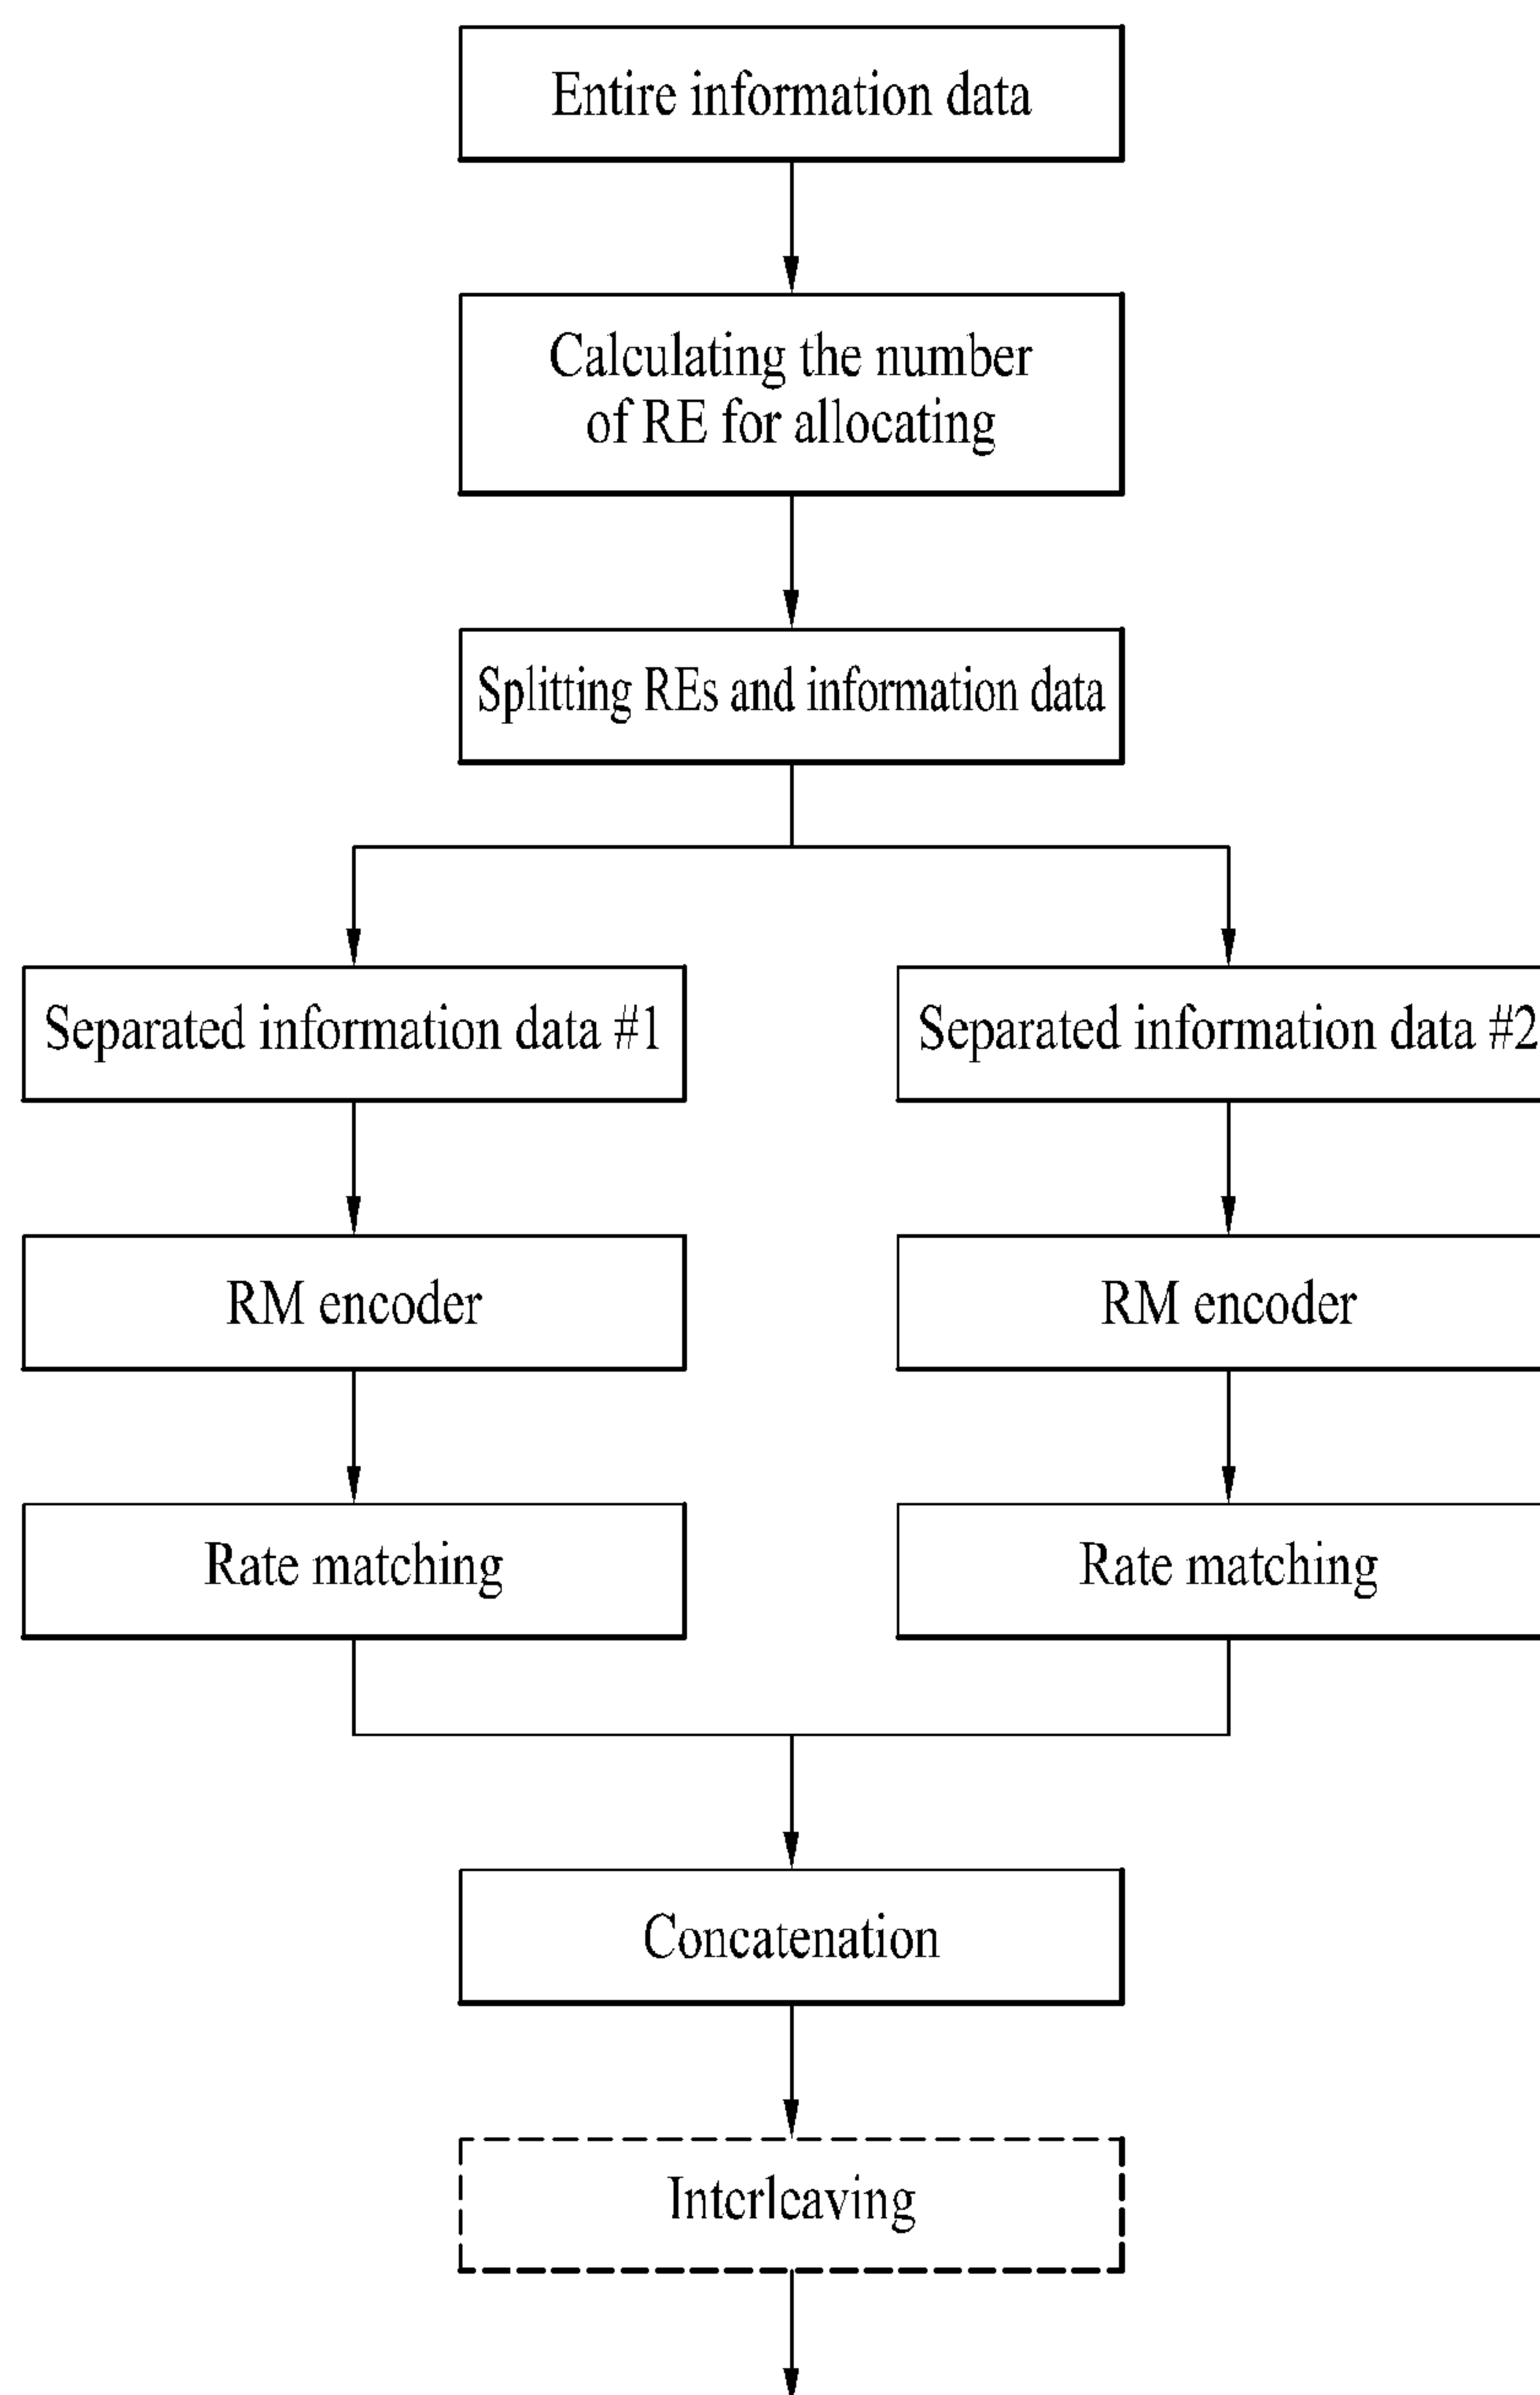 Entire information data
Calculating the number
of RE for allocating
Splitting REs and information data
Separated information data #1
Separated information data #2
RM encoder
RM encoder
Rate matching
Rate matching
Concatenation
Interleaving